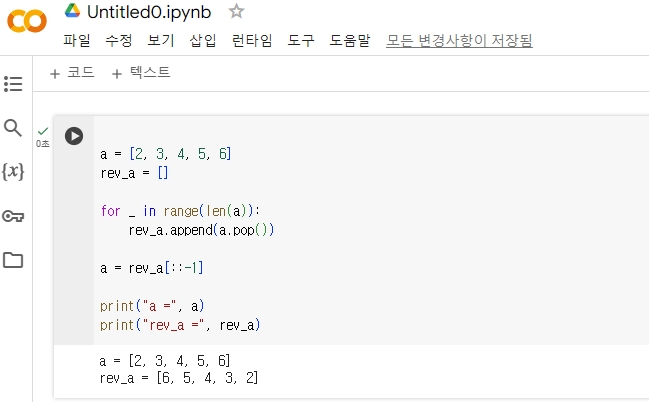 Untitled0.ipynb
파일 수정 보기 삽입 런타임 도구 도움말 모든 변경사항이 저장됨
+ 코드 + 텍스트
{x}
0초
a = [2, 3, 4, 5, 6]
rev_a = []
for _ in range(len(a)):
    rev_a.append(a.pop())
a = rev_a[::-1]
print("a =", a)
print("rev_a =", rev_a)
a = [2, 3, 4, 5, 6]
rev_a = [6, 5, 4, 3, 2]